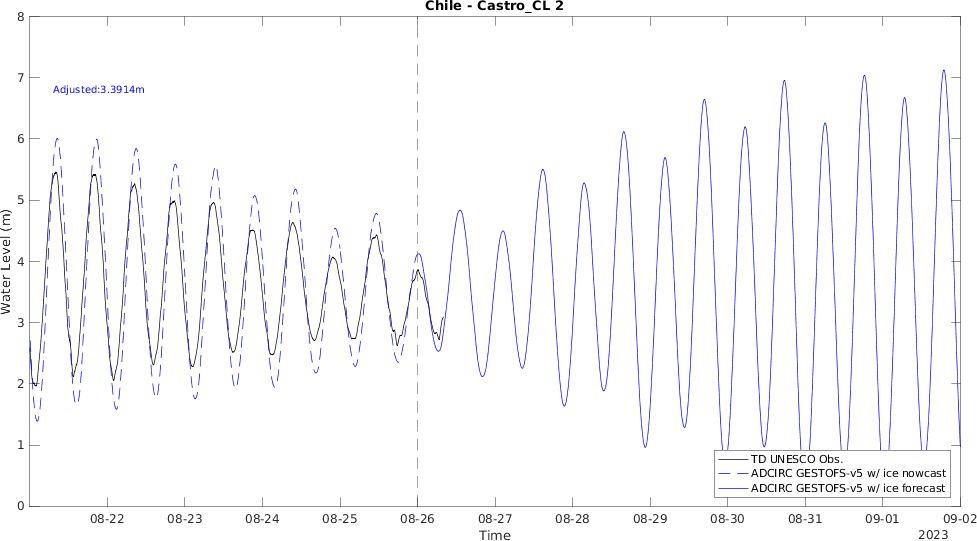 Chile - Castro_CL 2
8
7
6
5
4
3
2
1
0
Water Level (m)
Adjusted:3.3914m
TD UNESCO Obs.
ADCIRC GESTOFS-v5 w/ ice nowcast
ADCIRC GESTOFS-v5 w/ ice forecast
08-22 08-23 08-24 08-25 08-26 08-27 08-28 08-29 08-30 08-31 09-01 09-02
Time
2023